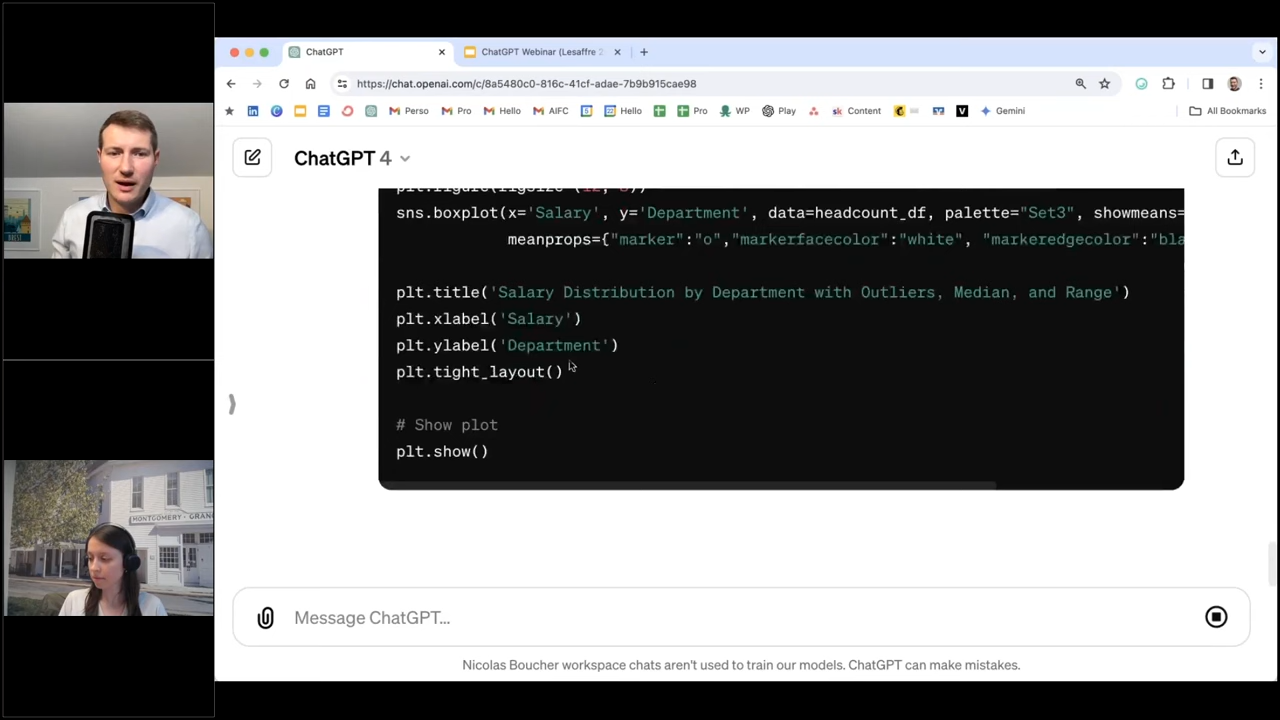 ChatGPT
ChatGPT Webinar (Lesaffre 2
https://chat.openai.com/c/8a5480c0-816c-41cf-adae-7b9b915cae98
Perso
Pro
Hello
AIFC
Hello
Pro
WP
Play
Content
Gemini
All Bookmarks
ChatGPT 4
sns.boxplot(x='Salary', y='Department', data=headcount_df, palette="Set3", showmeans=
meanprops={"marker":"o","markerfacecolor":"white", "markeredgecolor":"bla
plt.title('Salary Distribution by Department with Outliers, Median, and Range')
plt.xlabel('Salary')
plt.ylabel('Department')
plt.tight_layout()
# Show plot
plt.show()
MONTGOMERY - GRAN
Message ChatGPT...
Nicolas Boucher workspace chats aren't used to train our models. ChatGPT can make mistakes.